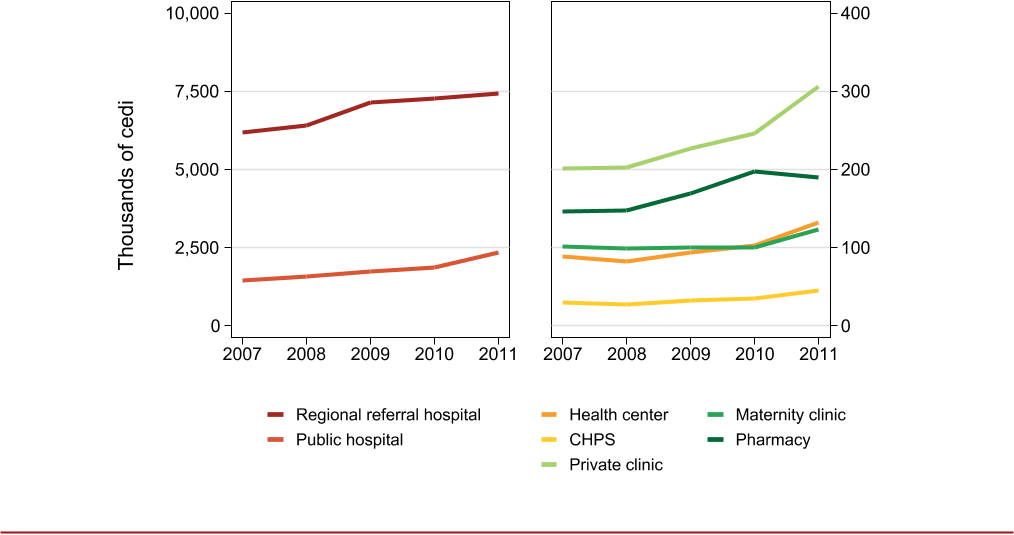 Thousands of cedi
10,000
7,500
5,000
2,500
0
2007 2008 2009 2010 2011
400
300
200
100
0
2007 2008 2009 2010 2011
Regional referral hospital
Public hospital
Health center
CHPS
Private clinic
Maternity clinic
Pharmacy